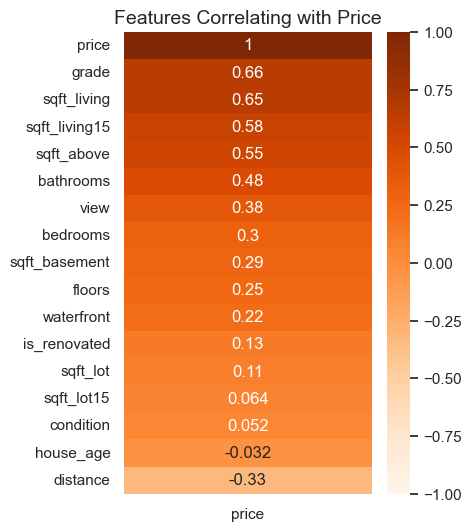 Features Correlating with Price
price 1
grade 0.66
sqft_living 0.65
sqft_living15 0.58
sqft_above 0.55
bathrooms 0.48
view 0.38
bedrooms 0.3
sqft_basement 0.29
floors 0.25
waterfront 0.22
is_renovated 0.13
sqft_lot 0.11
sqft_lot15 0.064
condition 0.052
house_age -0.032
distance -0.33
price
1.00
0.75
0.50
0.25
0.00
−0.25
−0.50
−0.75
−1.00